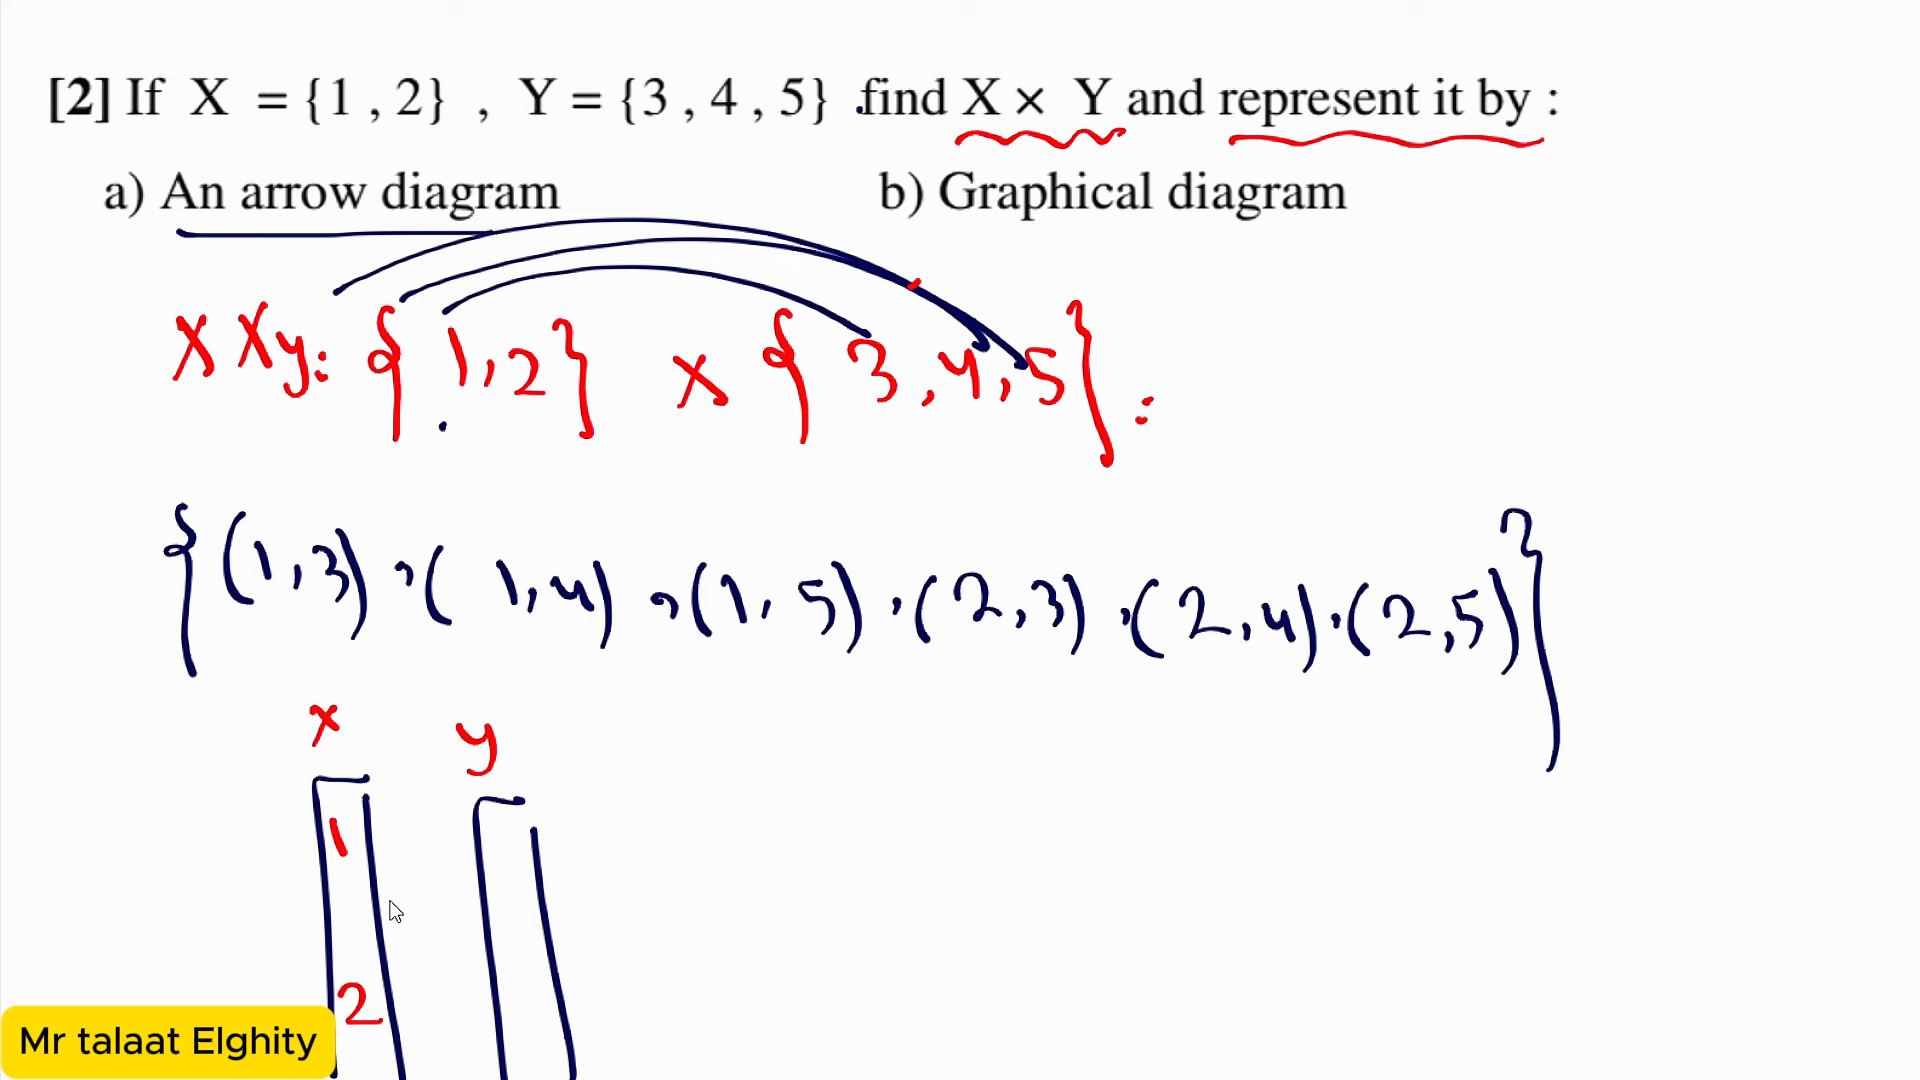 [2] If X = {1 , 2} , Y = {3 , 4 , 5} .find X × Y and represent it by :
a) An arrow diagram b) Graphical diagram
X X y: { 1,2} x { 3,4,5} :
{ (1,3) , ( 1,4) , (1, 5) , (2,3) , (2,4) , (2,5) }
x y
1
2
Mr talaat Elghity